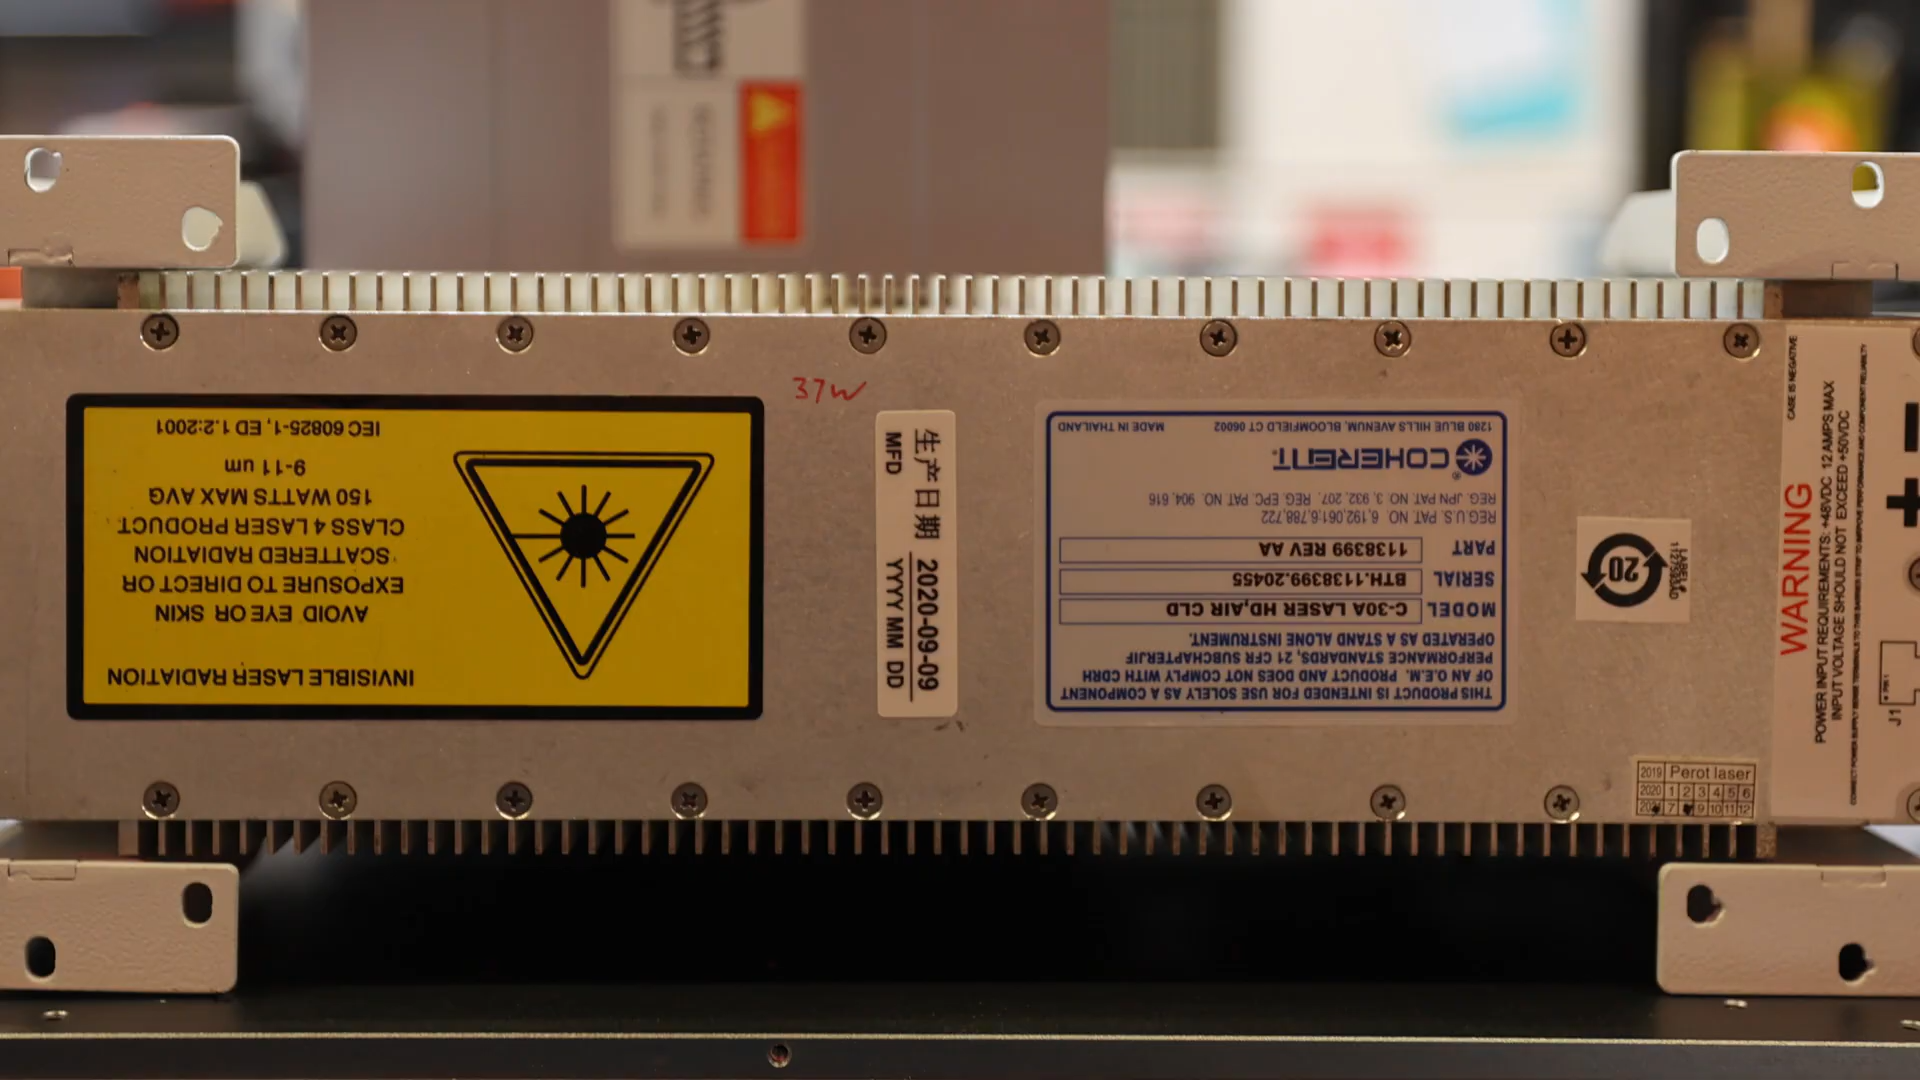 INVISIBLE LASER RADIATION
AVOID EYE OR SKIN
EXPOSURE TO DIRECT OR
SCATTERED RADIATION
CLASS 4 LASER PRODUCT
150 WATTS MAX AVG
9-11 um
IEC 60825-1, ED 1.2:2001
37W
生产日期 2020-09-09
MFD YYYY MM DD
THIS PRODUCT IS INTENDED FOR USE SOLELY AS A COMPONENT
OF AN O.E.M. PRODUCT AND DOES NOT COMPLY WITH CDRH
PERFORMANCE STANDARDS, 21 CFR SUBCHAPTERJIF
OPERATED AS A STAND ALONE INSTRUMENT.
MODEL C-30A LASER HD,AIR CLD
SERIAL BTH.1138399.20455
PART 1138399 REV AA
REG U.S. PAT. NO. 6,192,061;6,788,722
REG. JPN PAT. NO. 3, 932, 207. REG. EPC. PAT. NO. 904, 616
COHERENT®
1280 BLUE HILLS AVENUM, BLOOMFIELD CT 06002 MADE IN THAILAND
20
2019 Perot laser
2020 1 2 3 4 5 6
7 9 10 11 12
CASE IS NEGATIVE
WARNING
POWER INPUT REQUIREMENTS: +48VDC 12 AMPS MAX
INPUT VOLTAGE SHOULD NOT EXCEED +50VDC
J1